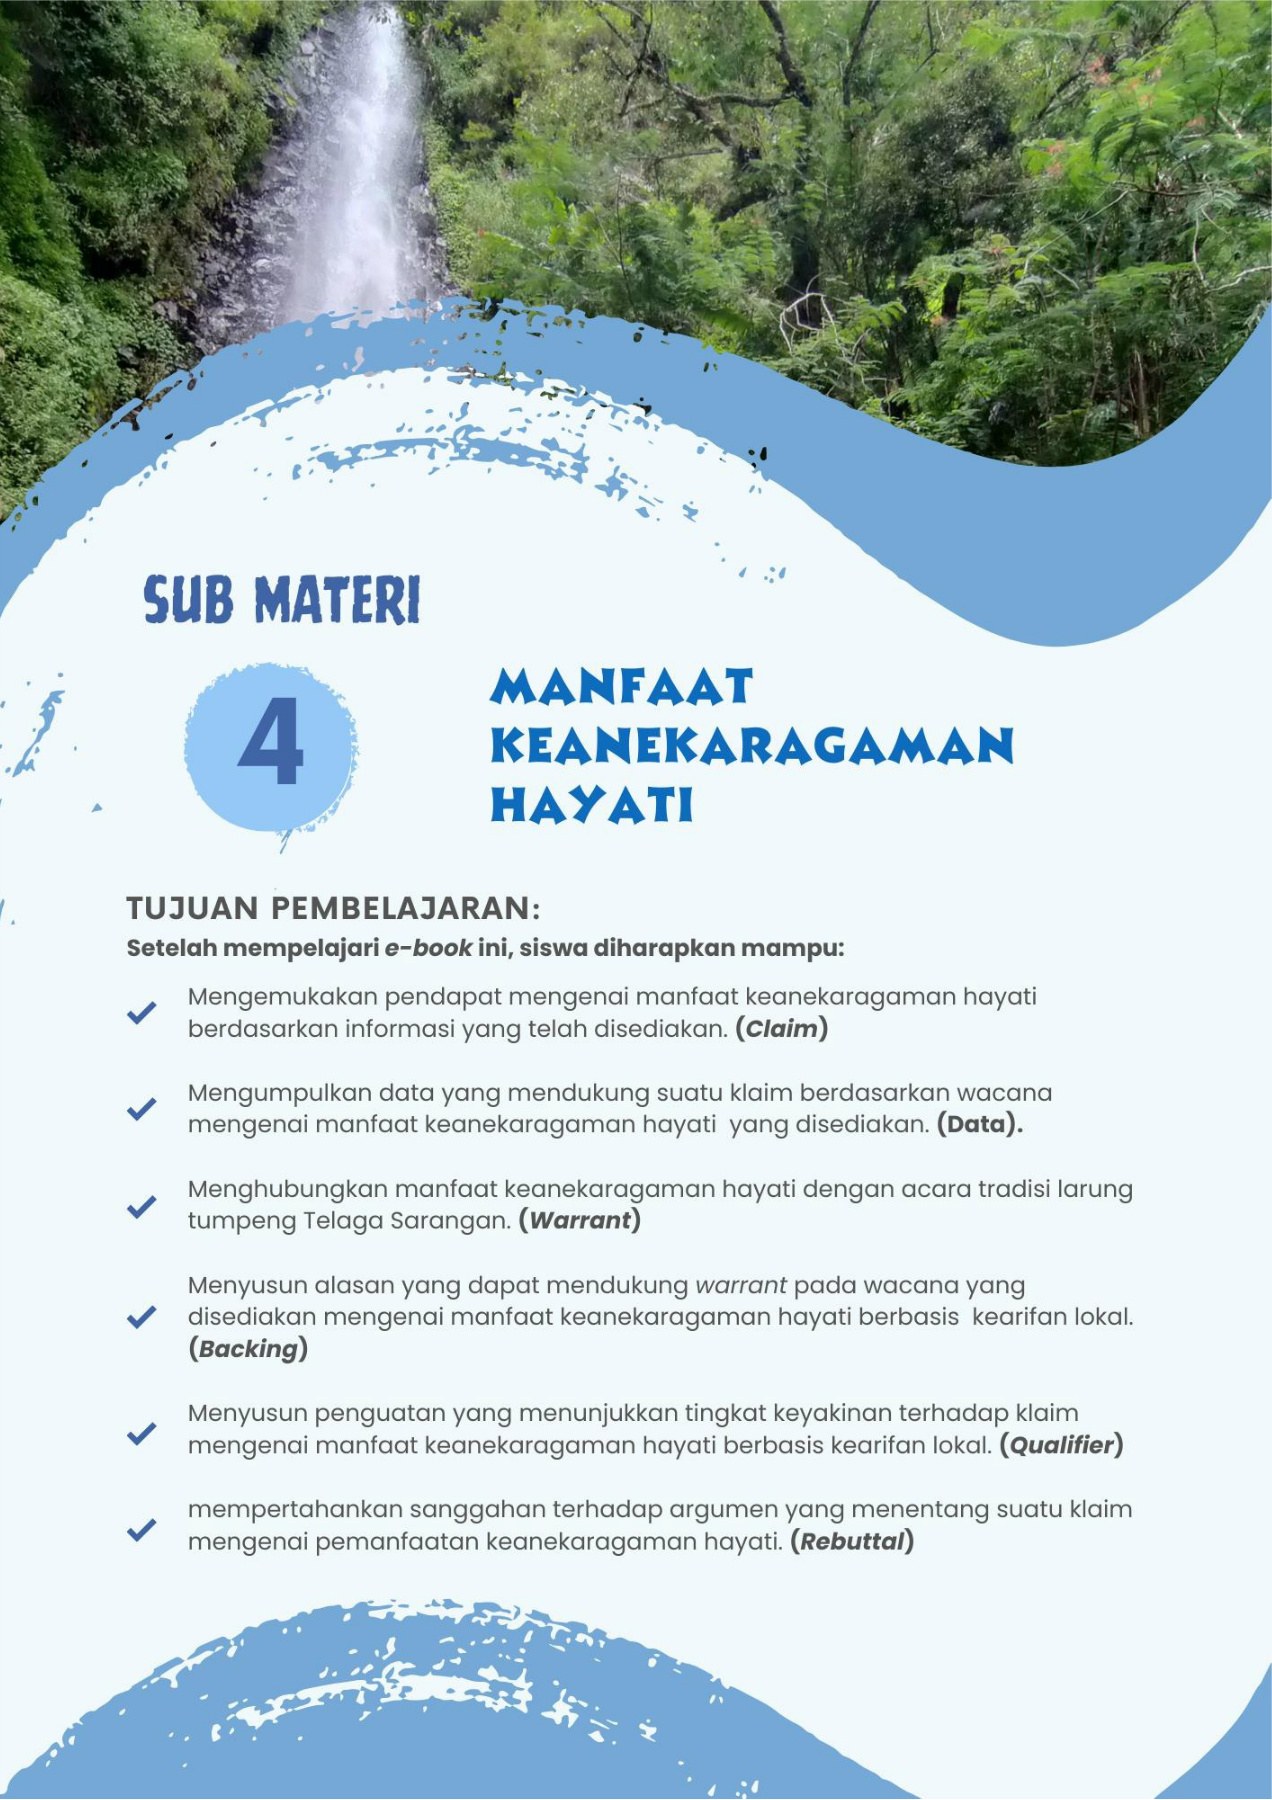 SUB MATERI
4
MANFAAT
KEANEKARAGAMAN
HAYATI
TUJUAN PEMBELAJARAN:
Setelah mempelajari e-book ini, siswa diharapkan mampu:
Mengemukakan pendapat mengenai manfaat keanekaragaman hayati
berdasarkan informasi yang telah disediakan. (Claim)
Mengumpulkan data yang mendukung suatu klaim berdasarkan wacana
mengenai manfaat keanekaragaman hayati  yang disediakan. (Data).
Menghubungkan manfaat keanekaragaman hayati dengan acara tradisi larung
tumpeng Telaga Sarangan. (Warrant)
Menyusun alasan yang dapat mendukung warrant pada wacana yang
disediakan mengenai manfaat keanekaragaman hayati berbasis  kearifan lokal.
(Backing)
Menyusun penguatan yang menunjukkan tingkat keyakinan terhadap klaim
mengenai manfaat keanekaragaman hayati berbasis kearifan lokal. (Qualifier)
mempertahankan sanggahan terhadap argumen yang menentang suatu klaim
mengenai pemanfaatan keanekaragaman hayati. (Rebuttal)